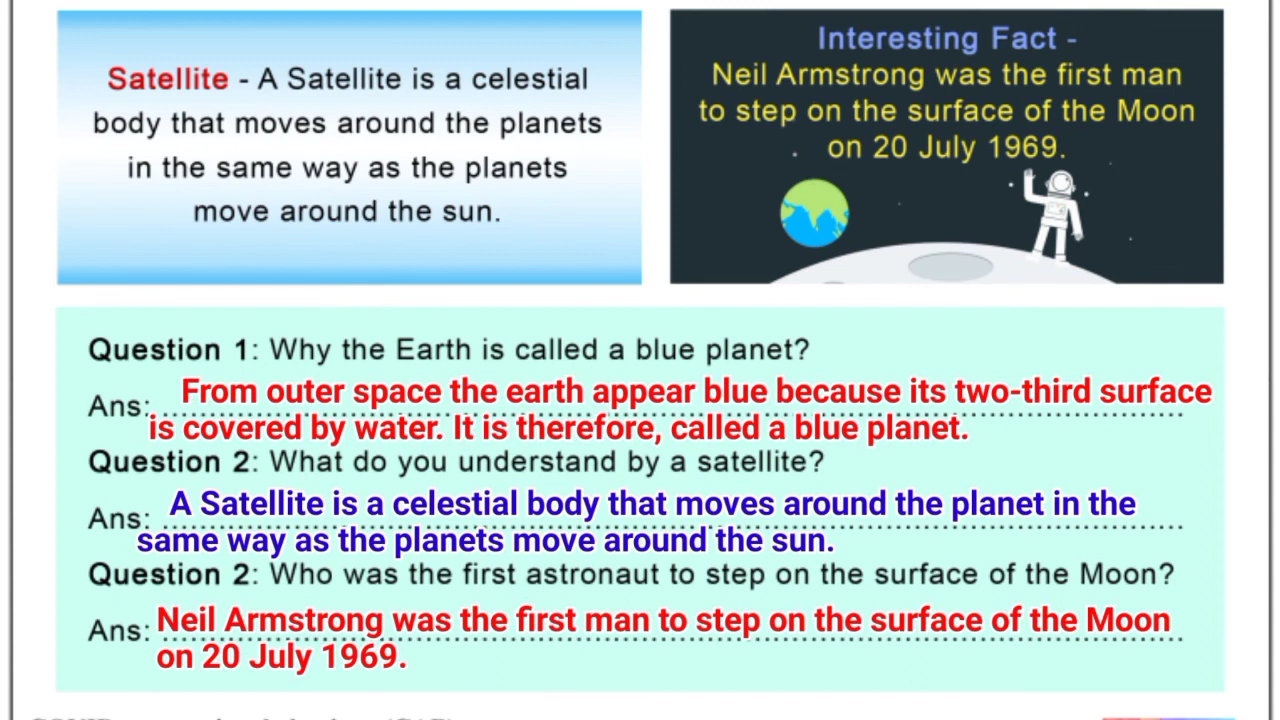 Satellite - A Satellite is a celestial
body that moves around the planets
in the same way as the planets
move around the sun.
Interesting Fact -
Neil Armstrong was the first man
to step on the surface of the Moon
on 20 July 1969.
Question 1: Why the Earth is called a blue planet?
Ans: From outer space the earth appear blue because its two-third surface
is covered by water. It is therefore, called a blue planet.
Question 2: What do you understand by a satellite?
Ans: A Satellite is a celestial body that moves around the planet in the
same way as the planets move around the sun.
Question 2: Who was the first astronaut to step on the surface of the Moon?
Ans: Neil Armstrong was the first man to step on the surface of the Moon
on 20 July 1969.